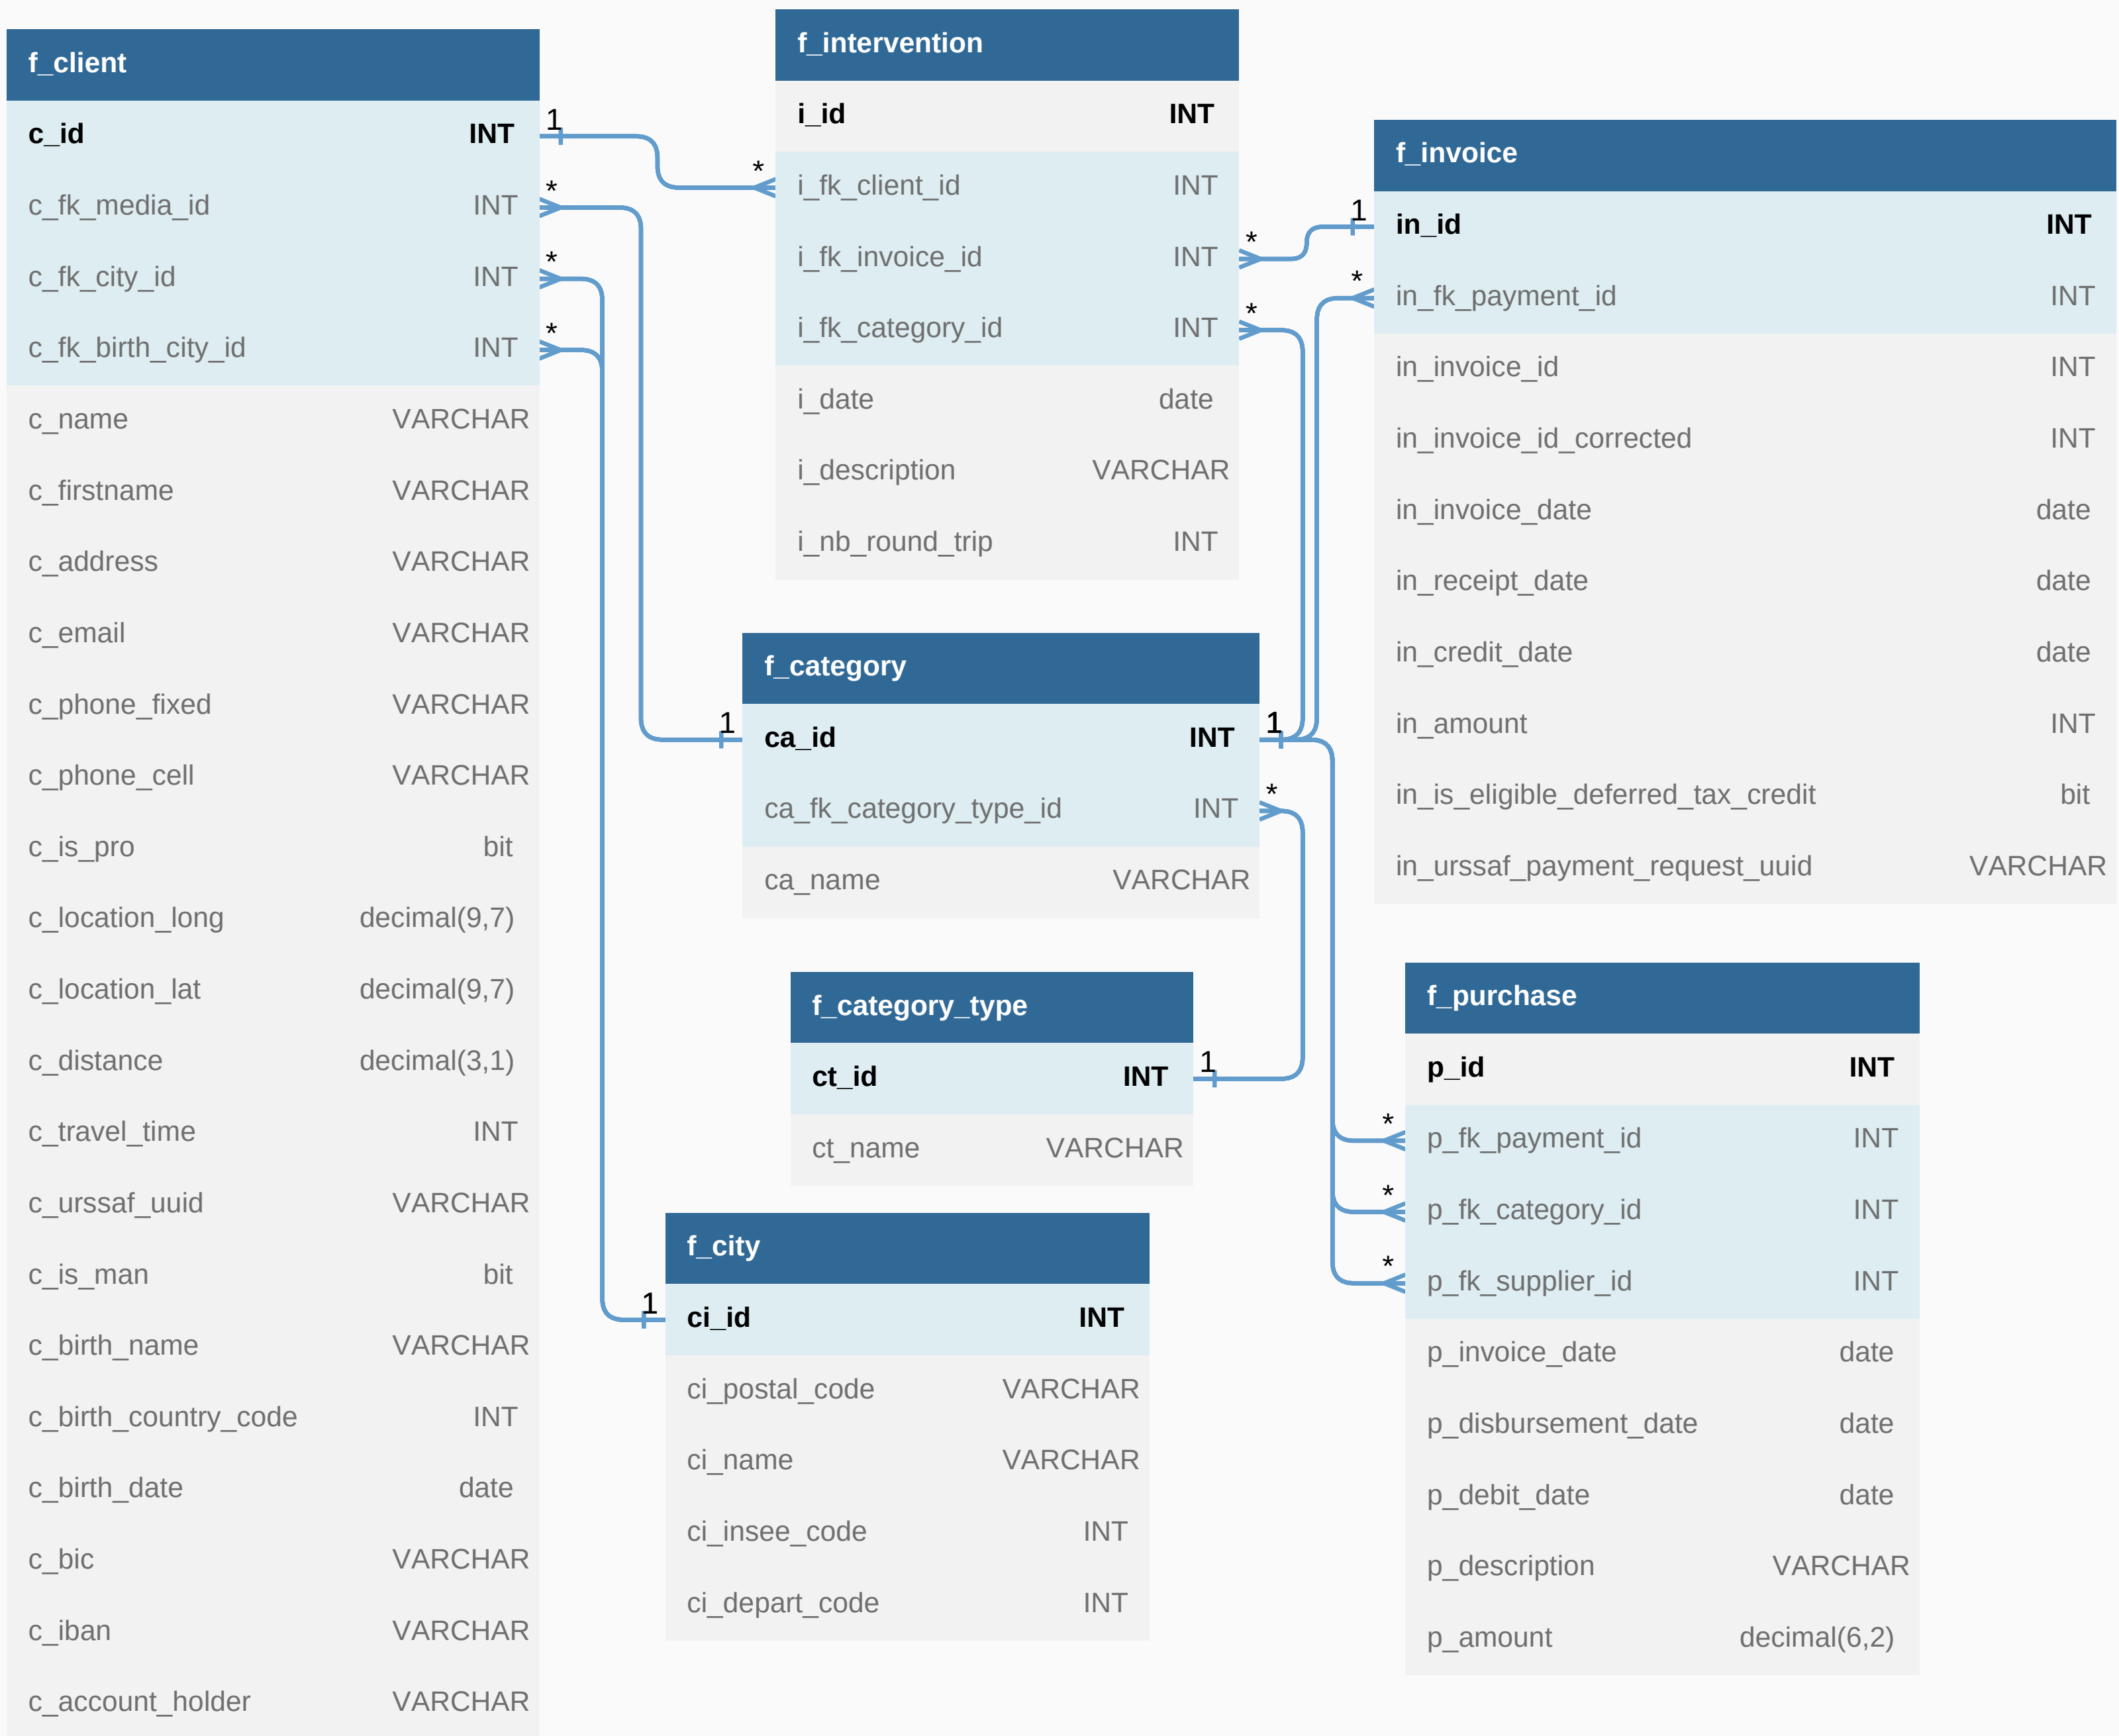 f_client
c_id INT 1
c_fk_media_id INT *
c_fk_city_id INT *
c_fk_birth_city_id INT *
c_name VARCHAR
c_firstname VARCHAR
c_address VARCHAR
c_email VARCHAR
c_phone_fixed VARCHAR
c_phone_cell VARCHAR
c_is_pro bit
c_location_long decimal(9,7)
c_location_lat decimal(9,7)
c_distance decimal(3,1)
c_travel_time INT
c_urssaf_uuid VARCHAR
c_is_man bit
c_birth_name VARCHAR
c_birth_country_code INT
c_birth_date date
c_bic VARCHAR
c_iban VARCHAR
c_account_holder VARCHAR
f_intervention
i_id INT
* i_fk_client_id INT
i_fk_invoice_id INT *
i_fk_category_id INT *
i_date date
i_description VARCHAR
i_nb_round_trip INT
f_category
1 ca_id INT 1
ca_fk_category_type_id INT *
ca_name VARCHAR
f_category_type
ct_id INT 1
ct_name VARCHAR
f_city
1 ci_id INT
ci_postal_code VARCHAR
ci_name VARCHAR
ci_insee_code INT
ci_depart_code INT
f_invoice
1 in_id INT
* in_fk_payment_id INT
in_invoice_id INT
in_invoice_id_corrected INT
in_invoice_date date
in_receipt_date date
in_credit_date date
in_amount INT
in_is_eligible_deferred_tax_credit bit
in_urssaf_payment_request_uuid VARCHAR
f_purchase
p_id INT
* p_fk_payment_id INT
* p_fk_category_id INT
* p_fk_supplier_id INT
p_invoice_date date
p_disbursement_date date
p_debit_date date
p_description VARCHAR
p_amount decimal(6,2)